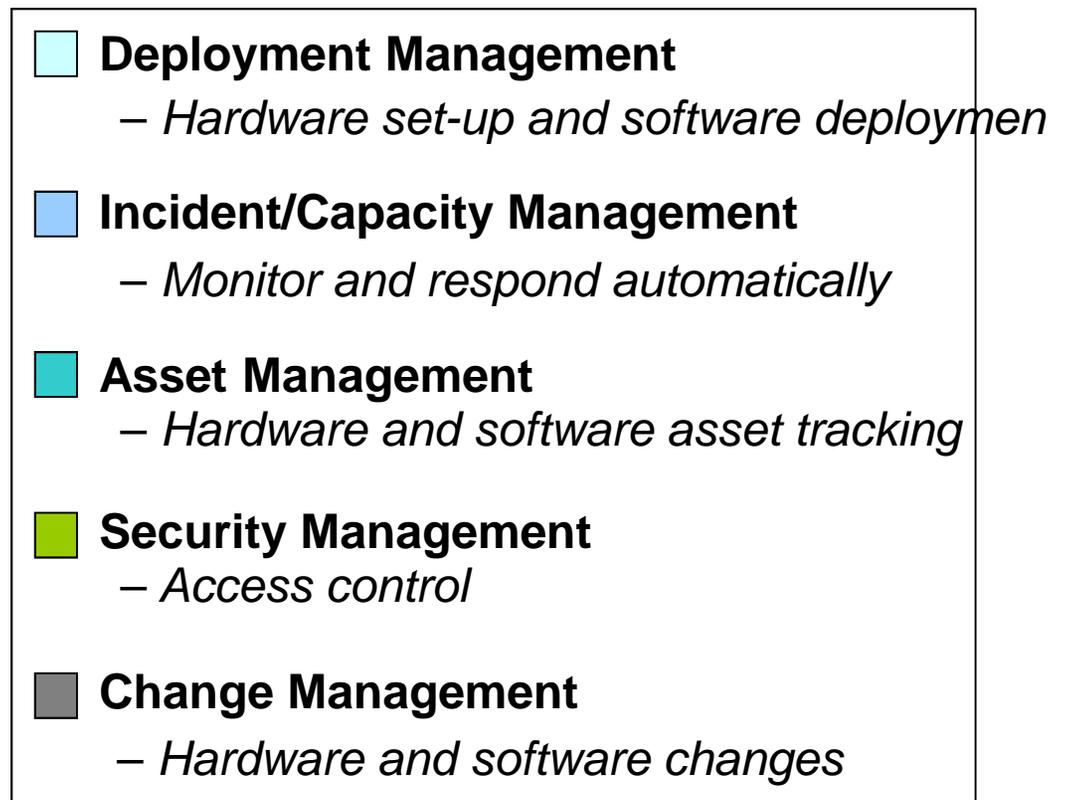 Deployment Management
– Hardware set-up and software deploymen
Incident/Capacity Management
– Monitor and respond automatically
Asset Management
– Hardware and software asset tracking
Security Management
– Access control
Change Management
– Hardware and software changes